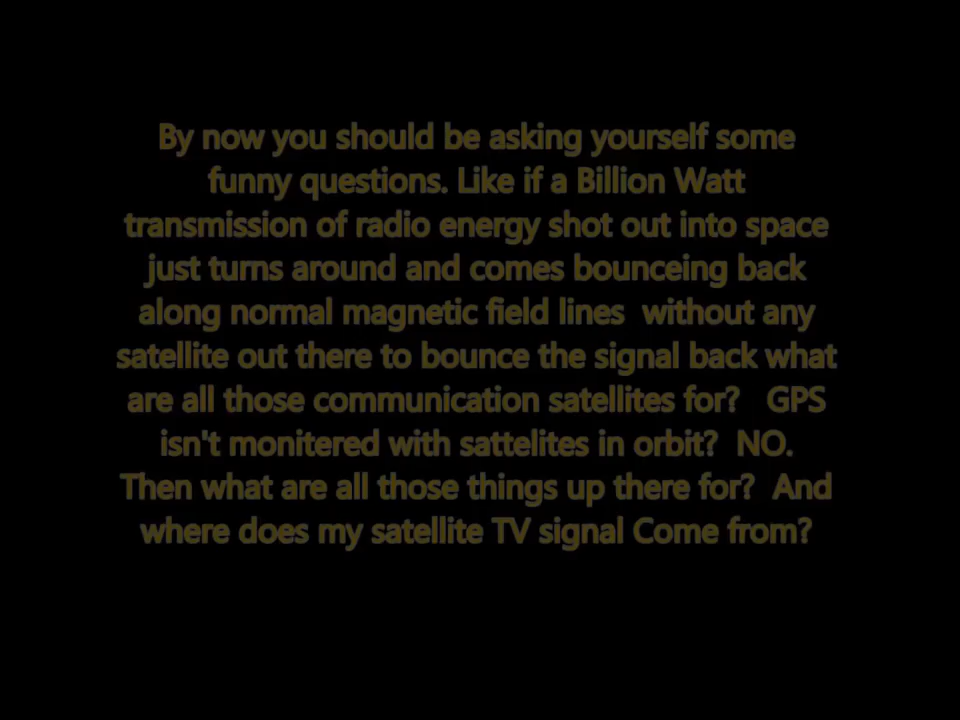 By now you should be asking yourself some
funny questions. Like if a Billion Watt
transmission of radio energy shot out into space
just turns around and comes bounceing back
along normal magnetic field lines  without any
satellite out there to bounce the signal back what
are all those communication satellites for?   GPS
isn't monitered with sattelites in orbit?  NO.
Then what are all those things up there for?  And
where does my satellite TV signal Come from?